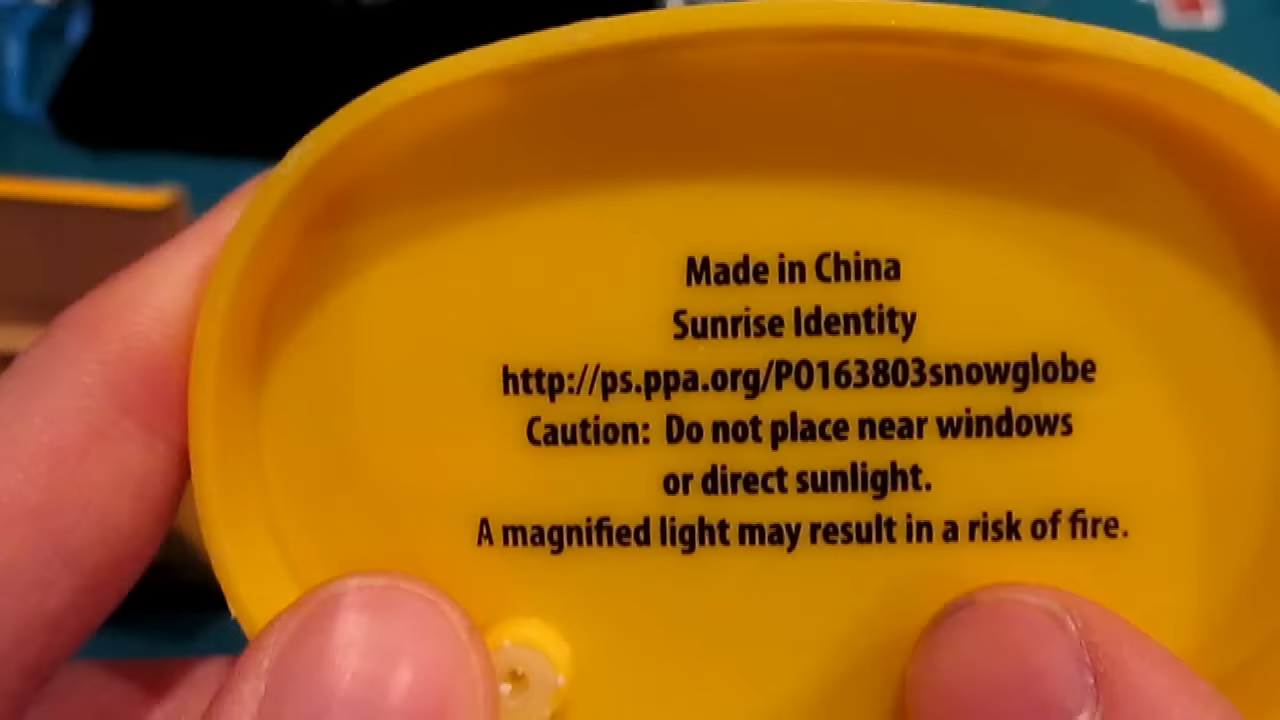 Made in China
Sunrise Identity
http://ps.ppa.org/PO163803snowglobe
Caution: Do not place near windows
or direct sunlight.
A magnified light may result in a risk of fire.